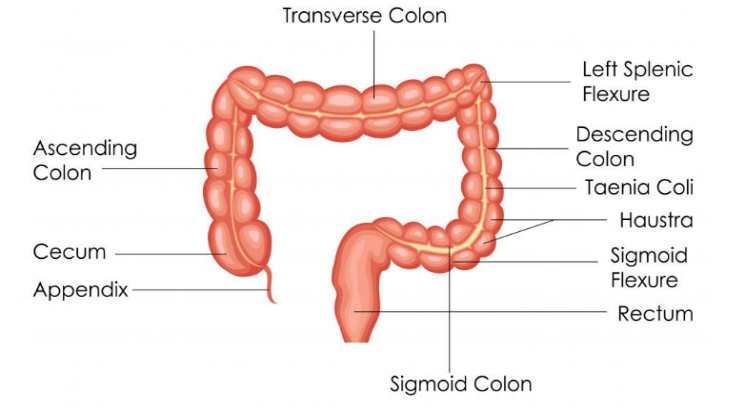 Transverse Colon
Left Splenic
Flexure
Descending
Colon
Ascending
Colon
Taenia Coli
Haustra
Cecum
Sigmoid
Flexure
Appendix
Rectum
Sigmoid Colon